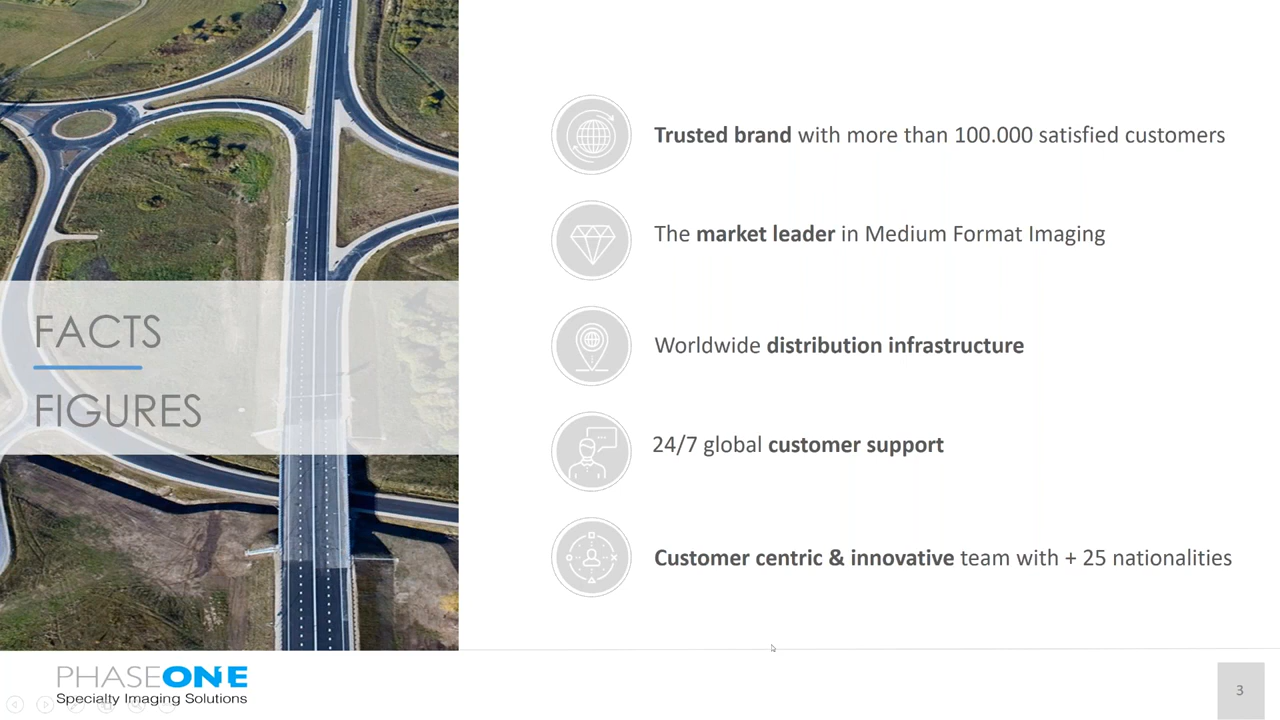 FACTS
FIGURES
Trusted brand with more than 100.000 satisfied customers
The market leader in Medium Format Imaging
Worldwide distribution infrastructure
24/7 global customer support
Customer centric & innovative team with + 25 nationalities
PHASEONE
Specialty Imaging Solutions
3